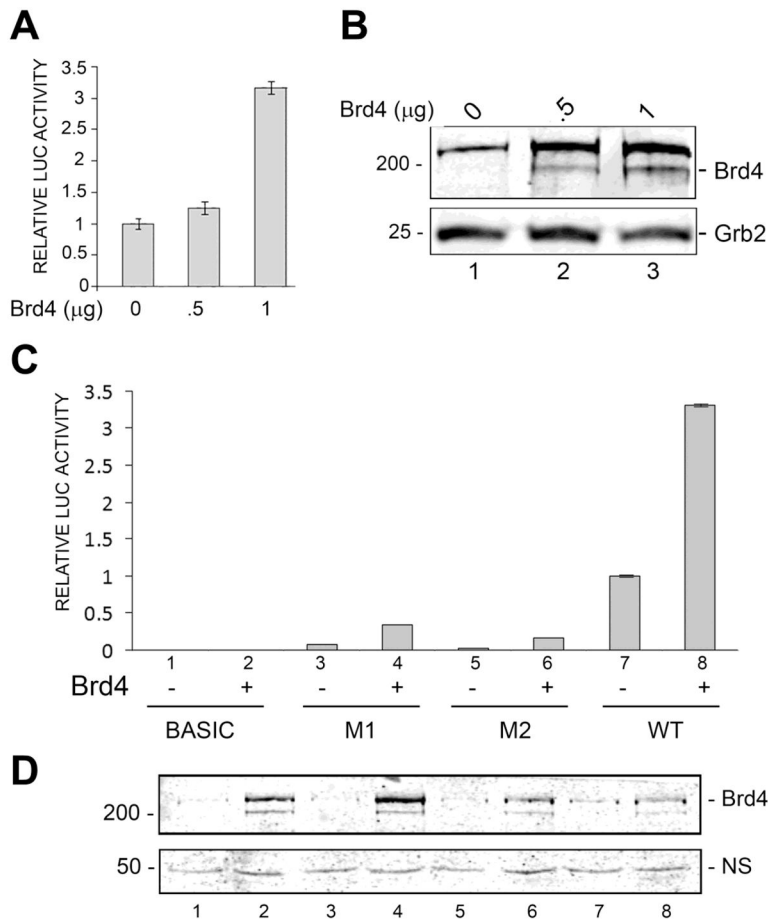 A
3.5
3
2.5
2
1.5
1
0.5
0
RELATIVE LUC ACTIVITY
Brd4 (μg) 0 .5 1
B
Brd4 (μg) 0 .5 1
200 - - Brd4
25 - - Grb2
1 2 3
C
3.5
3
2.5
2
1.5
1
0.5
0
RELATIVE LUC ACTIVITY
1 2 3 4 5 6 7 8
Brd4 - + - + - + - +
BASIC M1 M2 WT
D
200 - - Brd4
50 - - NS
1 2 3 4 5 6 7 8